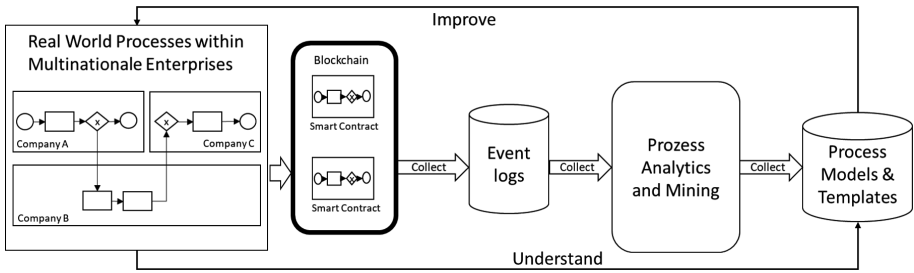 Improve
Real World Processes within
Multinationale Enterprises
x
x
Company A
Company C
Company B
Blockchain
x
Smart Contract
x
Smart Contract
Collect
Event
logs
Collect
Prozess
Analytics
and Mining
Collect
Process
Models &
Templates
Understand